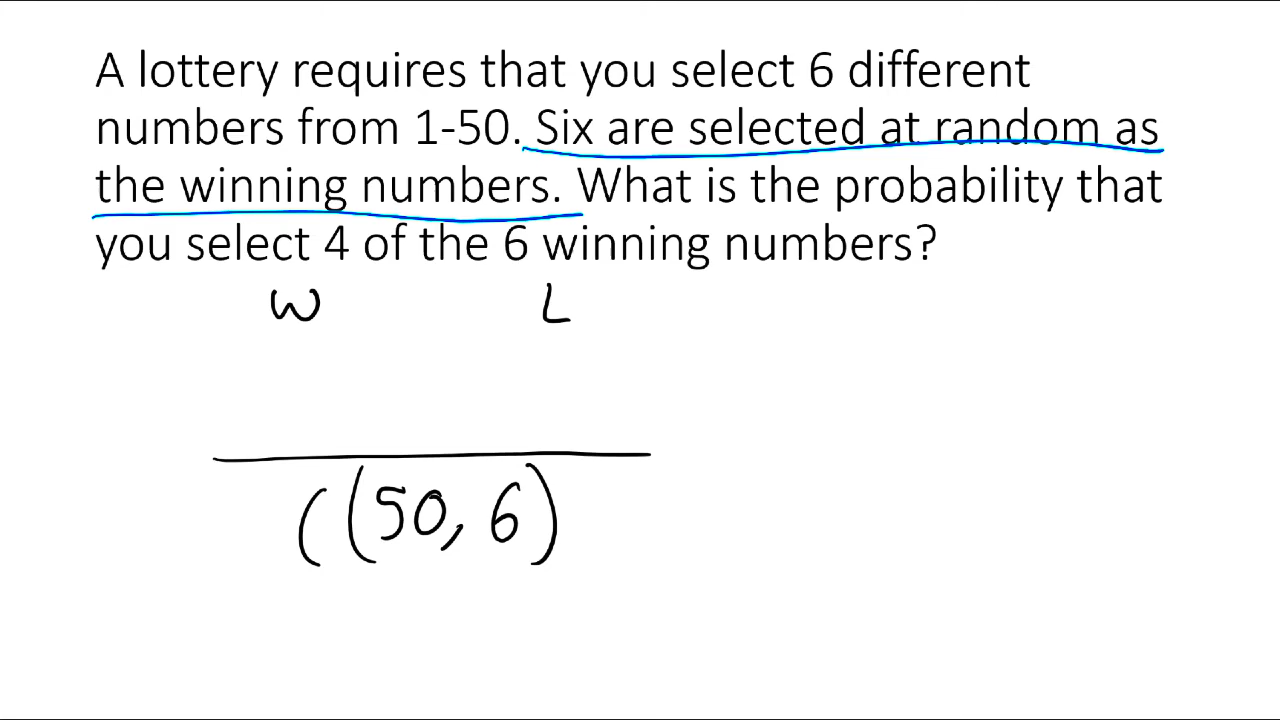 A lottery requires that you select 6 different
numbers from 1-50. Six are selected at random as
the winning numbers. What is the probability that
you select 4 of the 6 winning numbers?
W L
C(50, 6)